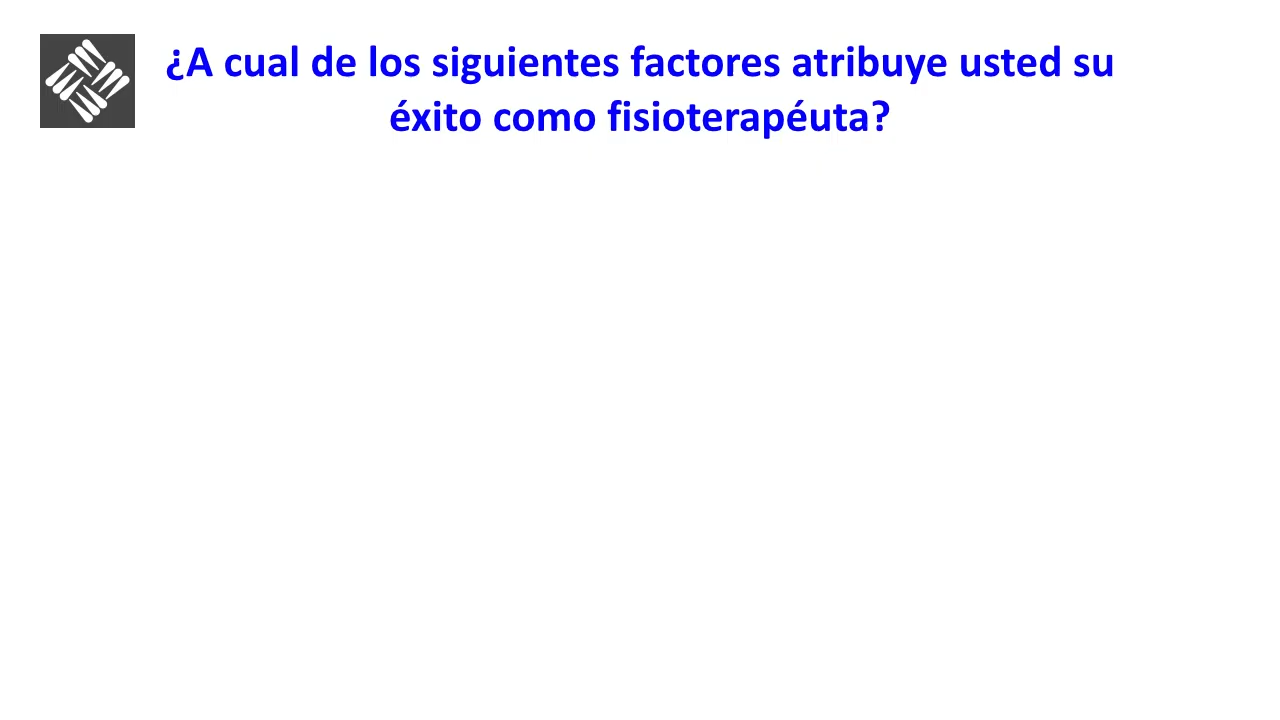 ¿A cual de los siguientes factores atribuye usted su
éxito como fisioterapéuta?